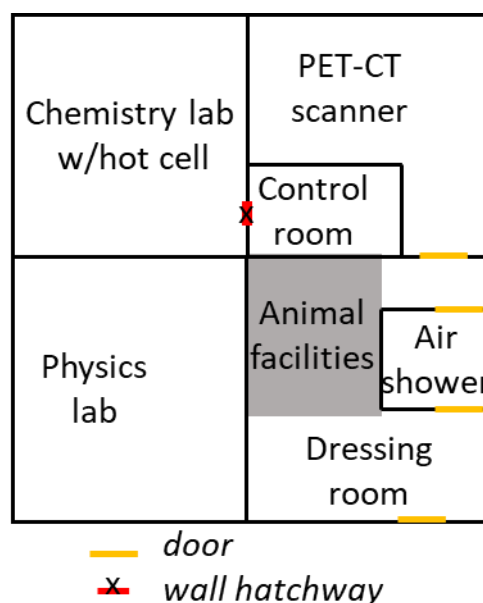 Chemistry lab
w/hot cell
PET-CT
scanner
Control
room
X
Physics
lab
Animal
facilities
Air
shower
Dressing
room
door
X
wall hatchway